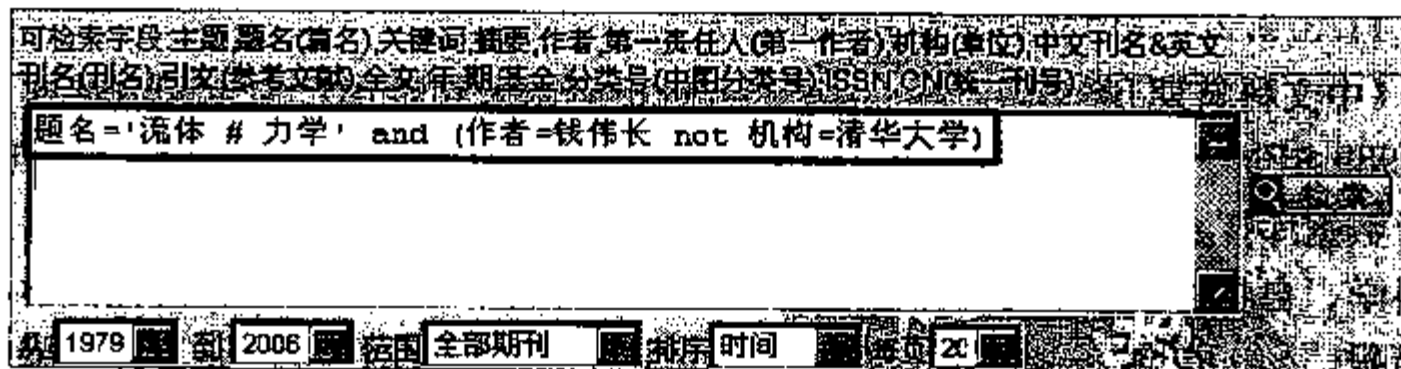 可检索字段:主题,题名(篇名),关键词,摘要,作者,第一责任人(第一作者),机构(单位),中文刊名&英文
刊名(刊名),引文(参考文献),全文,年,期,基金,分类号(中图分类号),ISSN,CN(统一刊号)
题名='流体 # 力学' and (作者=钱伟长 not 机构=清华大学)
检索
从 1979 到 2006 范围 全部期刊 排序 时间 每页 20